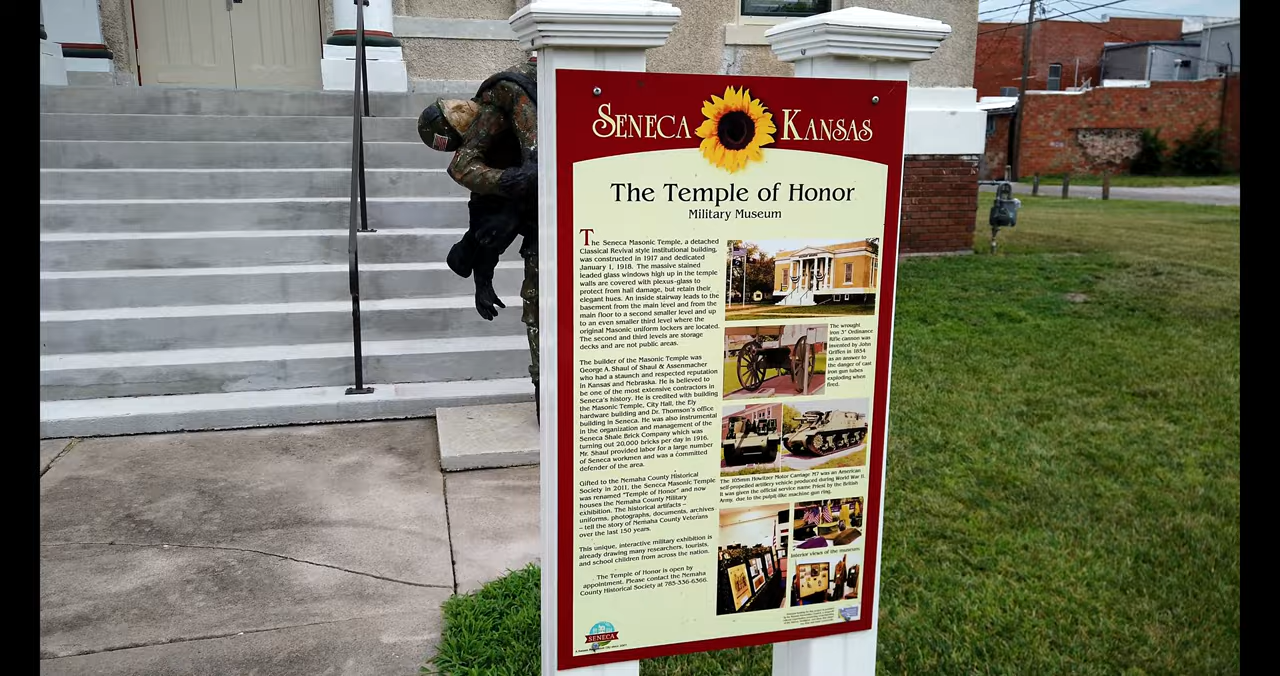 SENECA KANSAS
The Temple of Honor
Military Museum
The Seneca Masonic Temple, a detached
Classical Revival style institutional building,
was constructed in 1917 and dedicated
January 1, 1918. The massive stained
leaded glass windows high up in the temple
walls are covered with plexus-glass to
protect from hail damage, but retain their
elegant hues. An inside stairway leads to the
basement from the main level and from the
main floor to a second smaller level and up
to an even smaller third level where the
original Masonic uniform lockers are located.
The second and third levels are storage
decks and are not public areas.
The builder of the Masonic Temple was
George A. Shaul of Shaul & Assenmacher
who had a staunch and respected reputation
in Kansas and Nebraska. He is believed to
be one of the most extensive contractors in
Seneca's history. He is credited with building
the Masonic Temple, City Hall, the Ely
hardware building and Dr. Thomson's office
building in Seneca. He was also instrumental
in the organization and management of the
Seneca Shale Brick Company which was
turning out 20,000 bricks per day in 1916.
Mr. Shaul provided labor for a large number
of Seneca workmen and was a committed
defender of the area.
Gifted to the Nemaha County Historical
Society in 2011, the Seneca Masonic Temple
was renamed "Temple of Honor" and now
houses the Nemaha County Military
exhibition. The historical artifacts –
uniforms, photographs, documents, archives
– tell the story of Nemaha County Veterans
over the last 150 years.
This unique, interactive military exhibition is
already drawing many researchers, tourists,
and school children from across the nation.
The Temple of Honor is open by
appointment. Please contact the Nemaha
County Historical Society at 785-336-6366.
The wrought
iron 3" Ordinance
Rifle cannon was
invented by John
Griffen in 1854
as an answer to
the danger of cast
iron gun tubes
exploding when
fired.
The 105mm Howitzer Motor Carriage M7 was an American
self-propelled artillery vehicle produced during World War II.
It was given the official service name Priest by the British
Army, due to the pulpit-like machine gun ring.
Interior views of the museum
SENECA